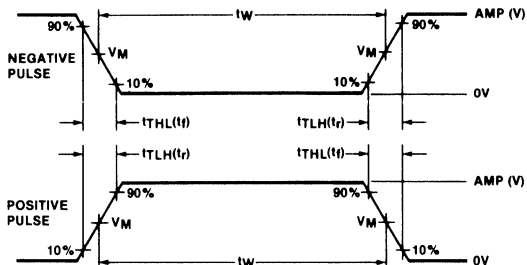 tW
90% 90% AMP (V)
NEGATIVE PULSE
VM VM
10% 10%
0V
tTHL(tf) tTLH(tr)
tTLH(tr) tTHL(tf)
AMP (V)
90% 90%
POSITIVE PULSE
VM VM
10% 10%
tW
0V